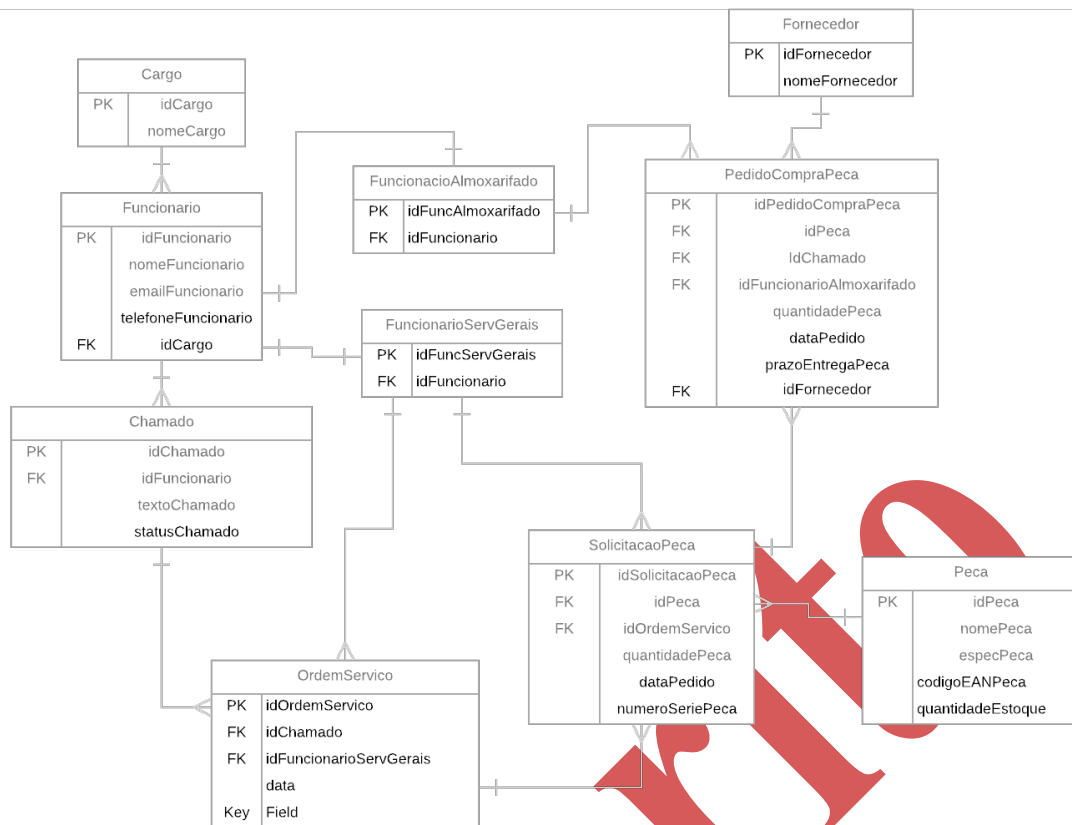 Fornecedor
PK idFornecedor
nomeFornecedor
Cargo
PK idCargo
nomeCargo
FuncionacioAlmoxarifado
PK idFuncAlmoxarifado
FK idFuncionario
PedidoCompraPeca
PK idPedidoCompraPeca
FK idPeca
FK IdChamado
FK idFuncionarioAlmoxarifado
quantidadePeca
dataPedido
prazoEntregaPeca
FK idFornecedor
Funcionario
PK idFuncionario
nomeFuncionario
emailFuncionario
telefoneFuncionario
FK idCargo
FuncionarioServGerais
PK idFuncServGerais
FK idFuncionario
Chamado
PK idChamado
FK idFuncionario
textoChamado
statusChamado
SolicitacaoPeca
PK idSolicitacaoPeca
FK idPeca
FK idOrdemServico
quantidadePeca
dataPedido
numeroSeriePeca
Peca
PK idPeca
nomePeca
especPeca
codigoEANPeca
quantidadeEstoque
OrdemServico
PK idOrdemServico
FK idChamado
FK idFuncionarioServGerais
data
Key Field